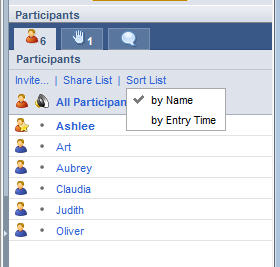 Participants
6 1
Participants
Invite... | Share List | Sort List
All Participan
by Name
by Entry Time
Ashlee
Art
Aubrey
Claudia
Judith
Oliver